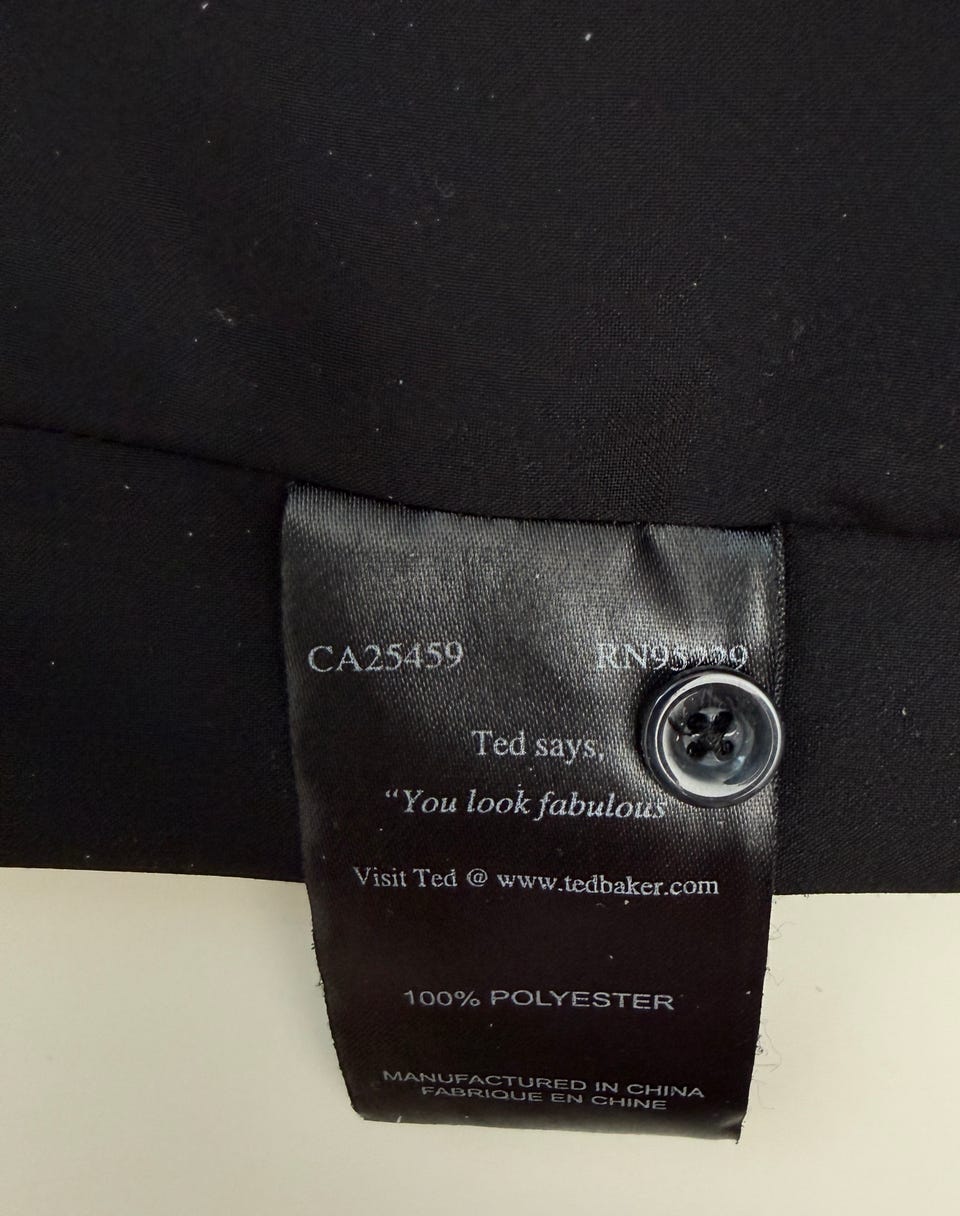 CA25459
Ted says,
“You look fabulous
Visit Ted @ www.tedbaker.com
100% POLYESTER
MANUFACTURED IN CHINA
FABRIQUE EN CHINE